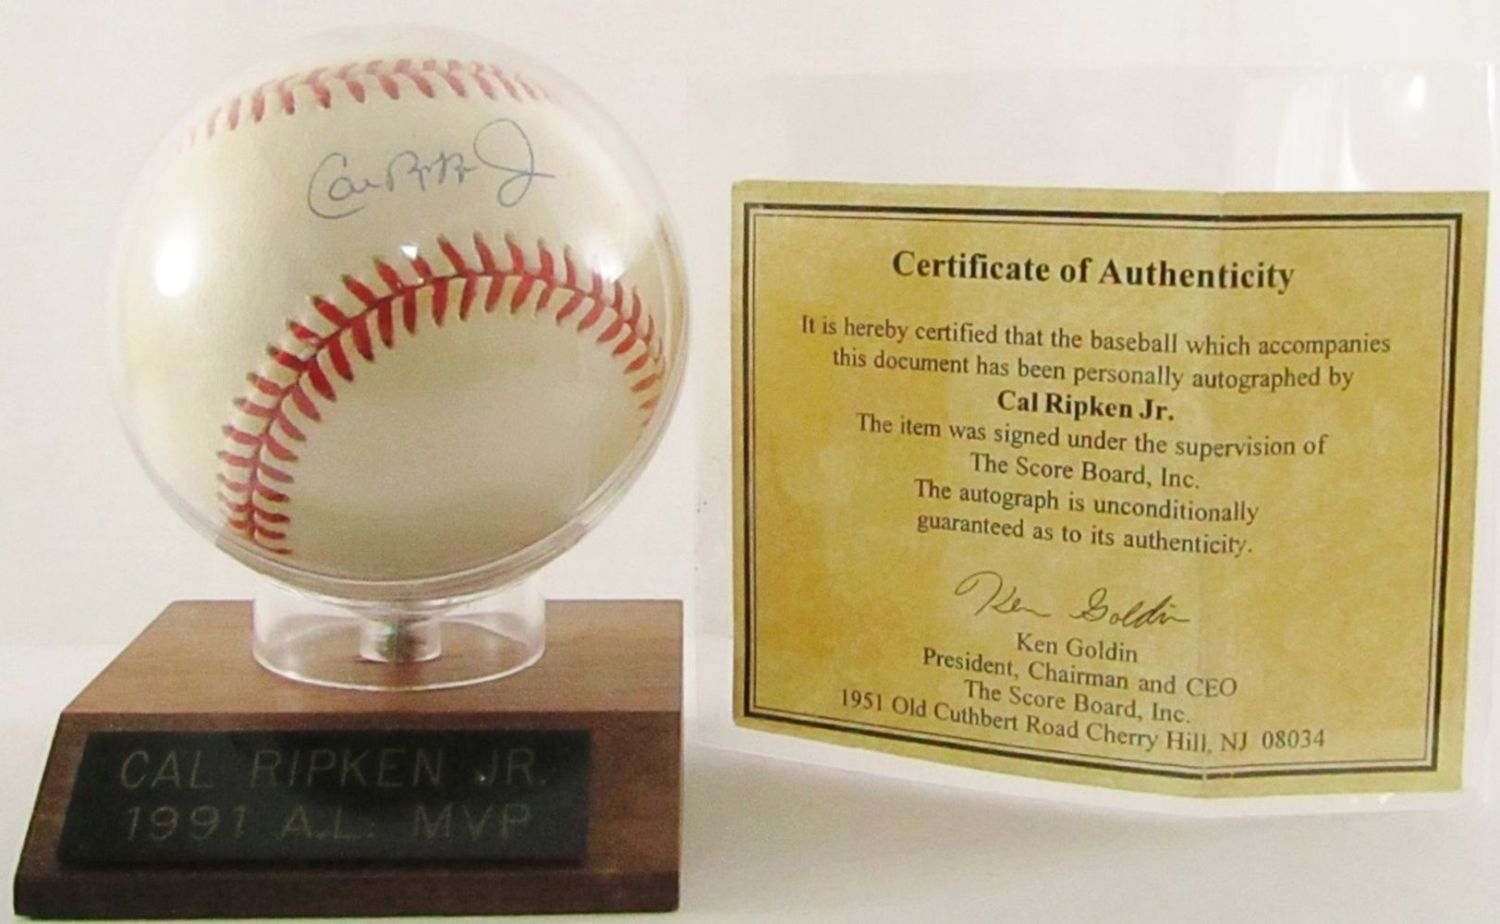 Cal Ripken Jr
CAL RIPKEN JR.
1991 A.L. MVP
Certificate of Authenticity
It is hereby certified that the baseball which accompanies
this document has been personally autographed by
Cal Ripken Jr.
The item was signed under the supervision of
The Score Board, Inc.
The autograph is unconditionally
guaranteed as to its authenticity.
Ken Goldin
Ken Goldin
President, Chairman and CEO
The Score Board, Inc.
1951 Old Cuthbert Road Cherry Hill, NJ 08034